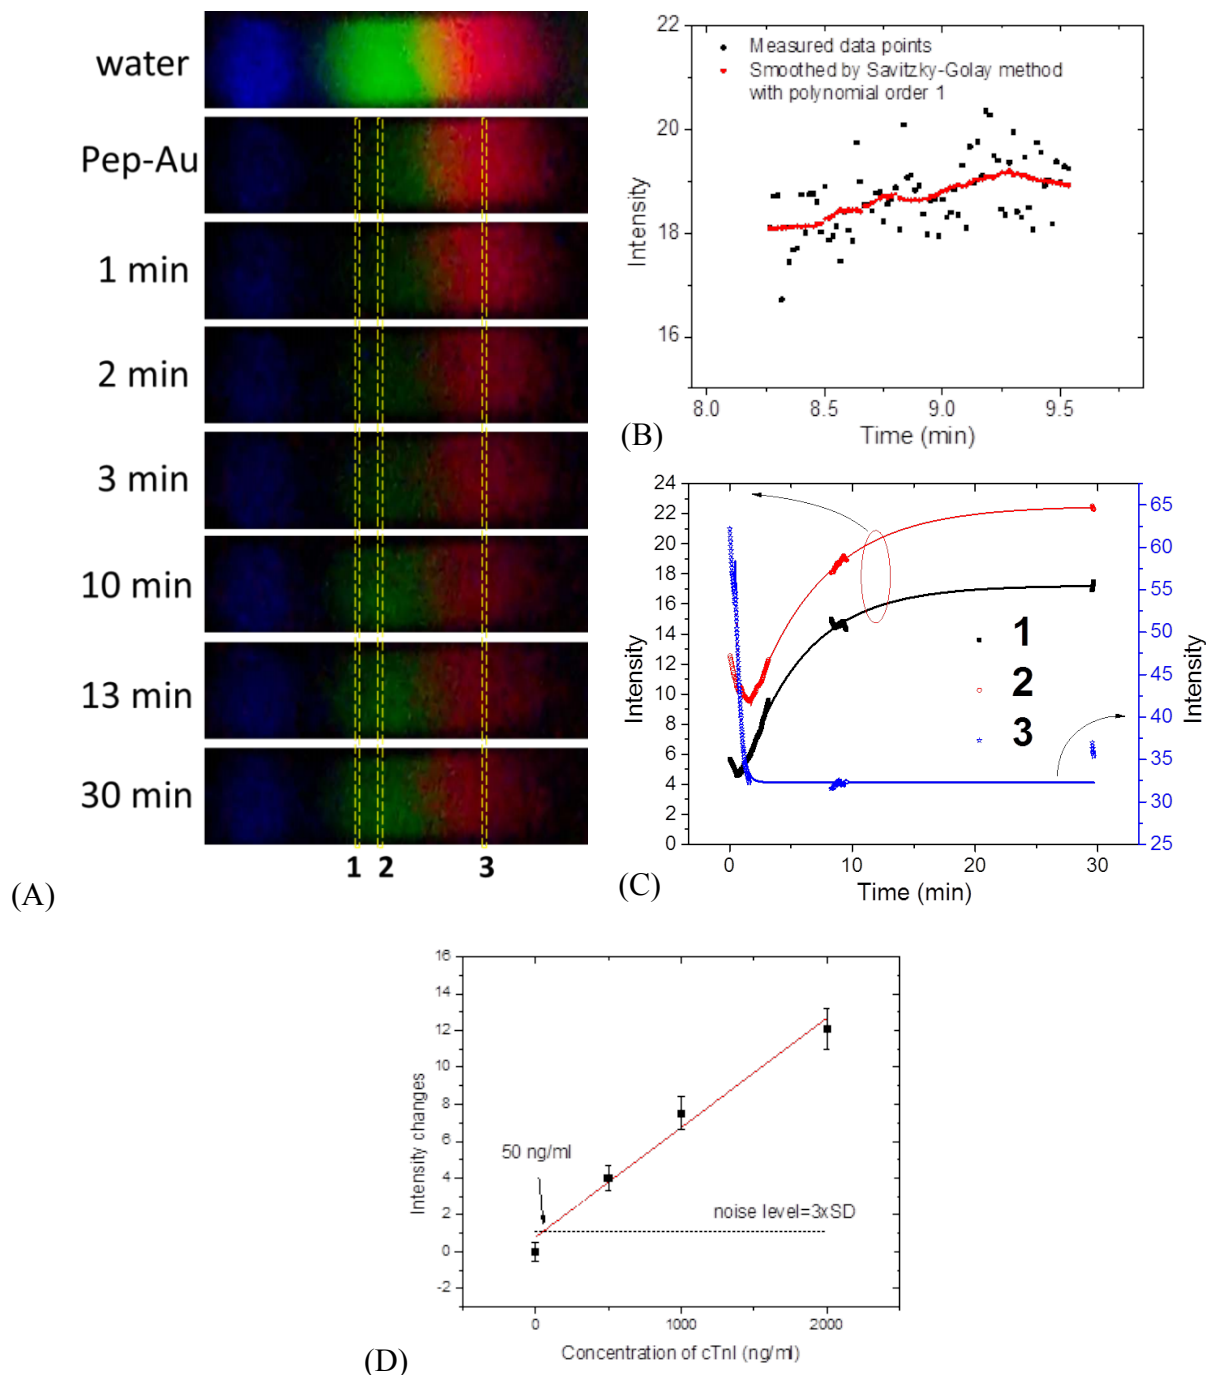 water
Pep-Au
1 min
2 min
3 min
10 min
13 min
30 min
1 2 3
(A)
22
20
18
16
Intensity
Measured data points
Smoothed by Savitzky-Golay method
with polynomial order 1
8.0 8.5 9.0 9.5
Time (min)
(B)
24
22
20
18
16
14
12
10
8
6
4
2
0
Intensity
1
2
3
65
60
55
50
45
40
35
30
25
Intensity
0 10 20 30
Time (min)
(C)
16
14
12
10
8
6
4
2
0
-2
Intensity changes
50 ng/ml
noise level=3xSD
0 1000 2000
Concentration of cTnI (ng/ml)
(D)